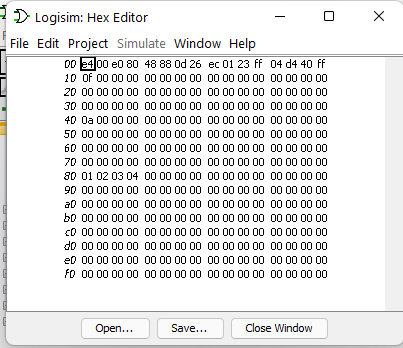 Logisim: Hex Editor
File Edit Project Simulate Window Help
00 e4 00 e0 80 48 88 0d 26 ec 01 23 ff 04 d4 40 ff
10 0f 00 00 00 00 00 00 00 00 00 00 00 00 00 00 00
20 00 00 00 00 00 00 00 00 00 00 00 00 00 00 00 00
30 00 00 00 00 00 00 00 00 00 00 00 00 00 00 00 00
40 0a 00 00 00 00 00 00 00 00 00 00 00 00 00 00 00
50 00 00 00 00 00 00 00 00 00 00 00 00 00 00 00 00
60 00 00 00 00 00 00 00 00 00 00 00 00 00 00 00 00
70 00 00 00 00 00 00 00 00 00 00 00 00 00 00 00 00
80 01 02 03 04 00 00 00 00 00 00 00 00 00 00 00 00
90 00 00 00 00 00 00 00 00 00 00 00 00 00 00 00 00
a0 00 00 00 00 00 00 00 00 00 00 00 00 00 00 00 00
b0 00 00 00 00 00 00 00 00 00 00 00 00 00 00 00 00
c0 00 00 00 00 00 00 00 00 00 00 00 00 00 00 00 00
d0 00 00 00 00 00 00 00 00 00 00 00 00 00 00 00 00
e0 00 00 00 00 00 00 00 00 00 00 00 00 00 00 00 00
f0 00 00 00 00 00 00 00 00 00 00 00 00 00 00 00 00
Open... Save... Close Window